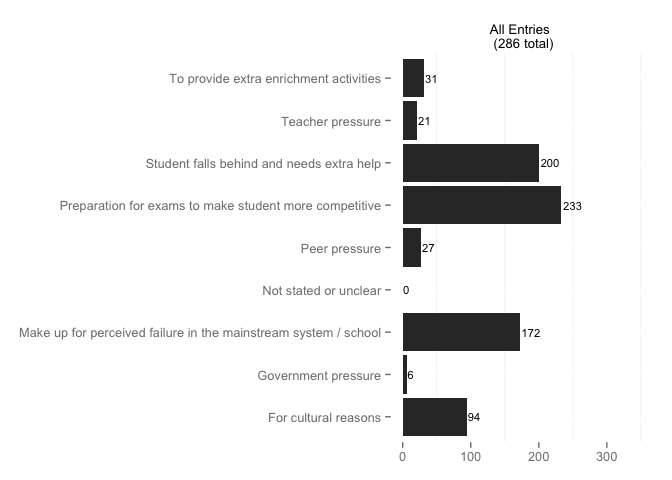 All Entries
(286 total)
To provide extra enrichment activities 31
Teacher pressure 21
Student falls behind and needs extra help 200
Preparation for exams to make student more competitive 233
Peer pressure 27
Not stated or unclear 0
Make up for perceived failure in the mainstream system / school 172
Government pressure 6
For cultural reasons 94
0 100 200 300